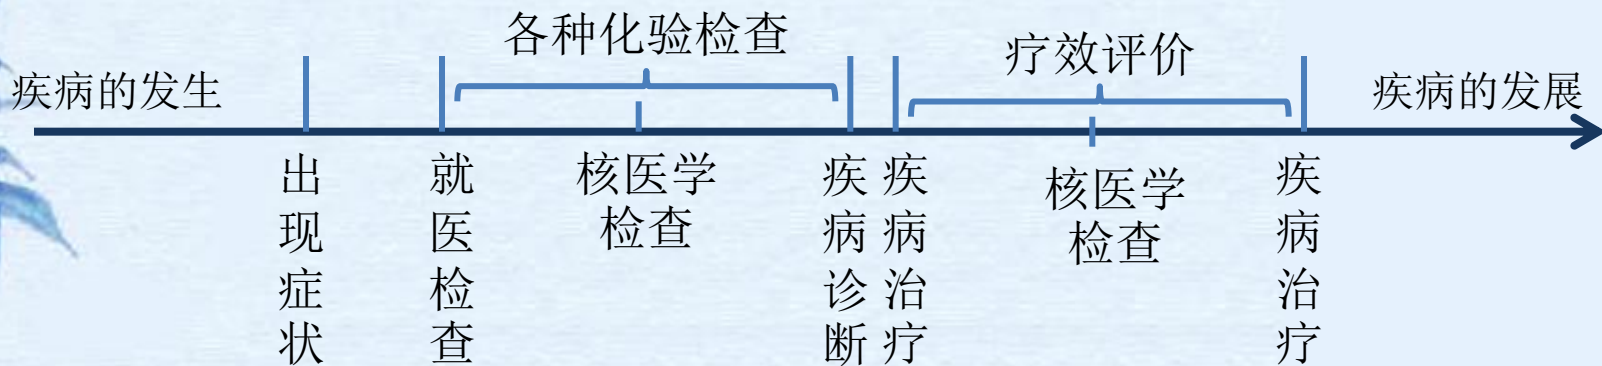 各种化验检查
疗效评价
疾病的发生
疾病的发展
出现症状
就医检查
核医学
检查
疾病诊断
疾病治疗
核医学
检查
疾病治疗